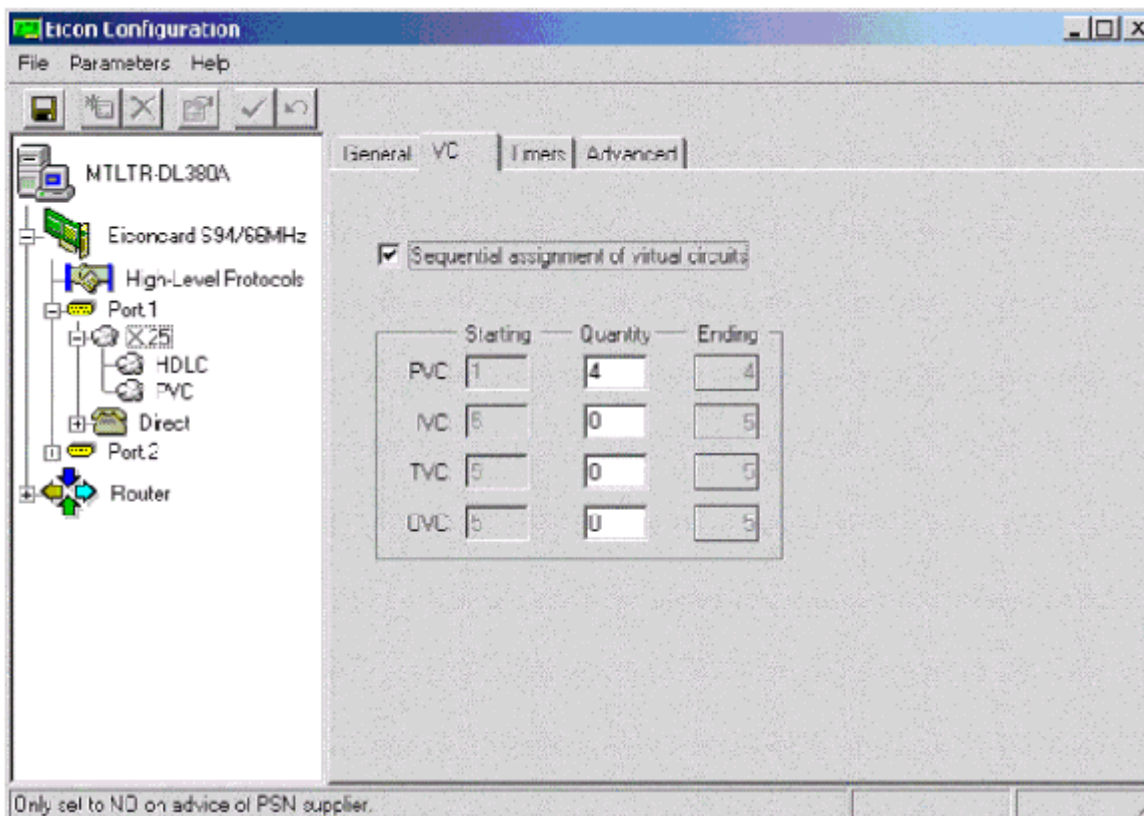 Eicon Configuration
File Parameters Help
MTLTR-DL380A
Eiconcard S94/66MHz
High-Level Protocols
Port 1
X.25
HDLC
PVC
Direct
Port 2
Router
General VC Timers Advanced
Sequential assignment of virtual circuits
Starting Quantity Ending
PVC: 1 4 4
IVC: 5 0 5
TVC: 5 0 5
OVC: 5 0 5
Only set to NO on advice of PSN supplier.